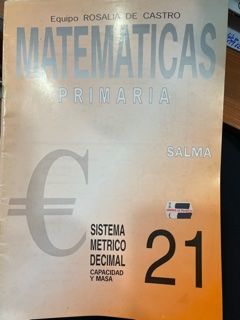 Equipo ROSALIA DE CASTRO
MATEMATICAS
PRIMARIA
SALMA
€
SISTEMA
METRICO
DECIMAL
CAPACIDAD
Y MASA
21